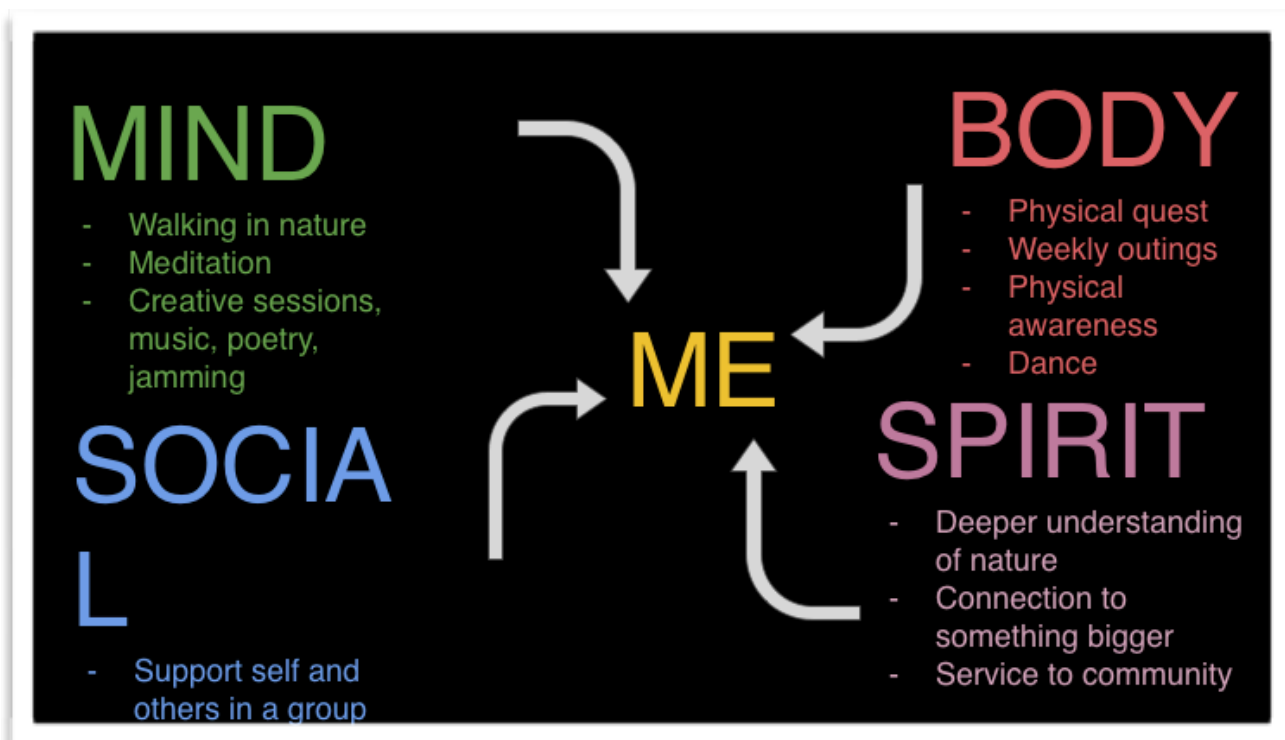 MIND
- Walking in nature
- Meditation
- Creative sessions,
music, poetry,
jamming
SOCIA
L
- Support self and
others in a group
ME
BODY
- Physical quest
- Weekly outings
- Physical
awareness
- Dance
SPIRIT
- Deeper understanding
of nature
- Connection to
something bigger
- Service to community